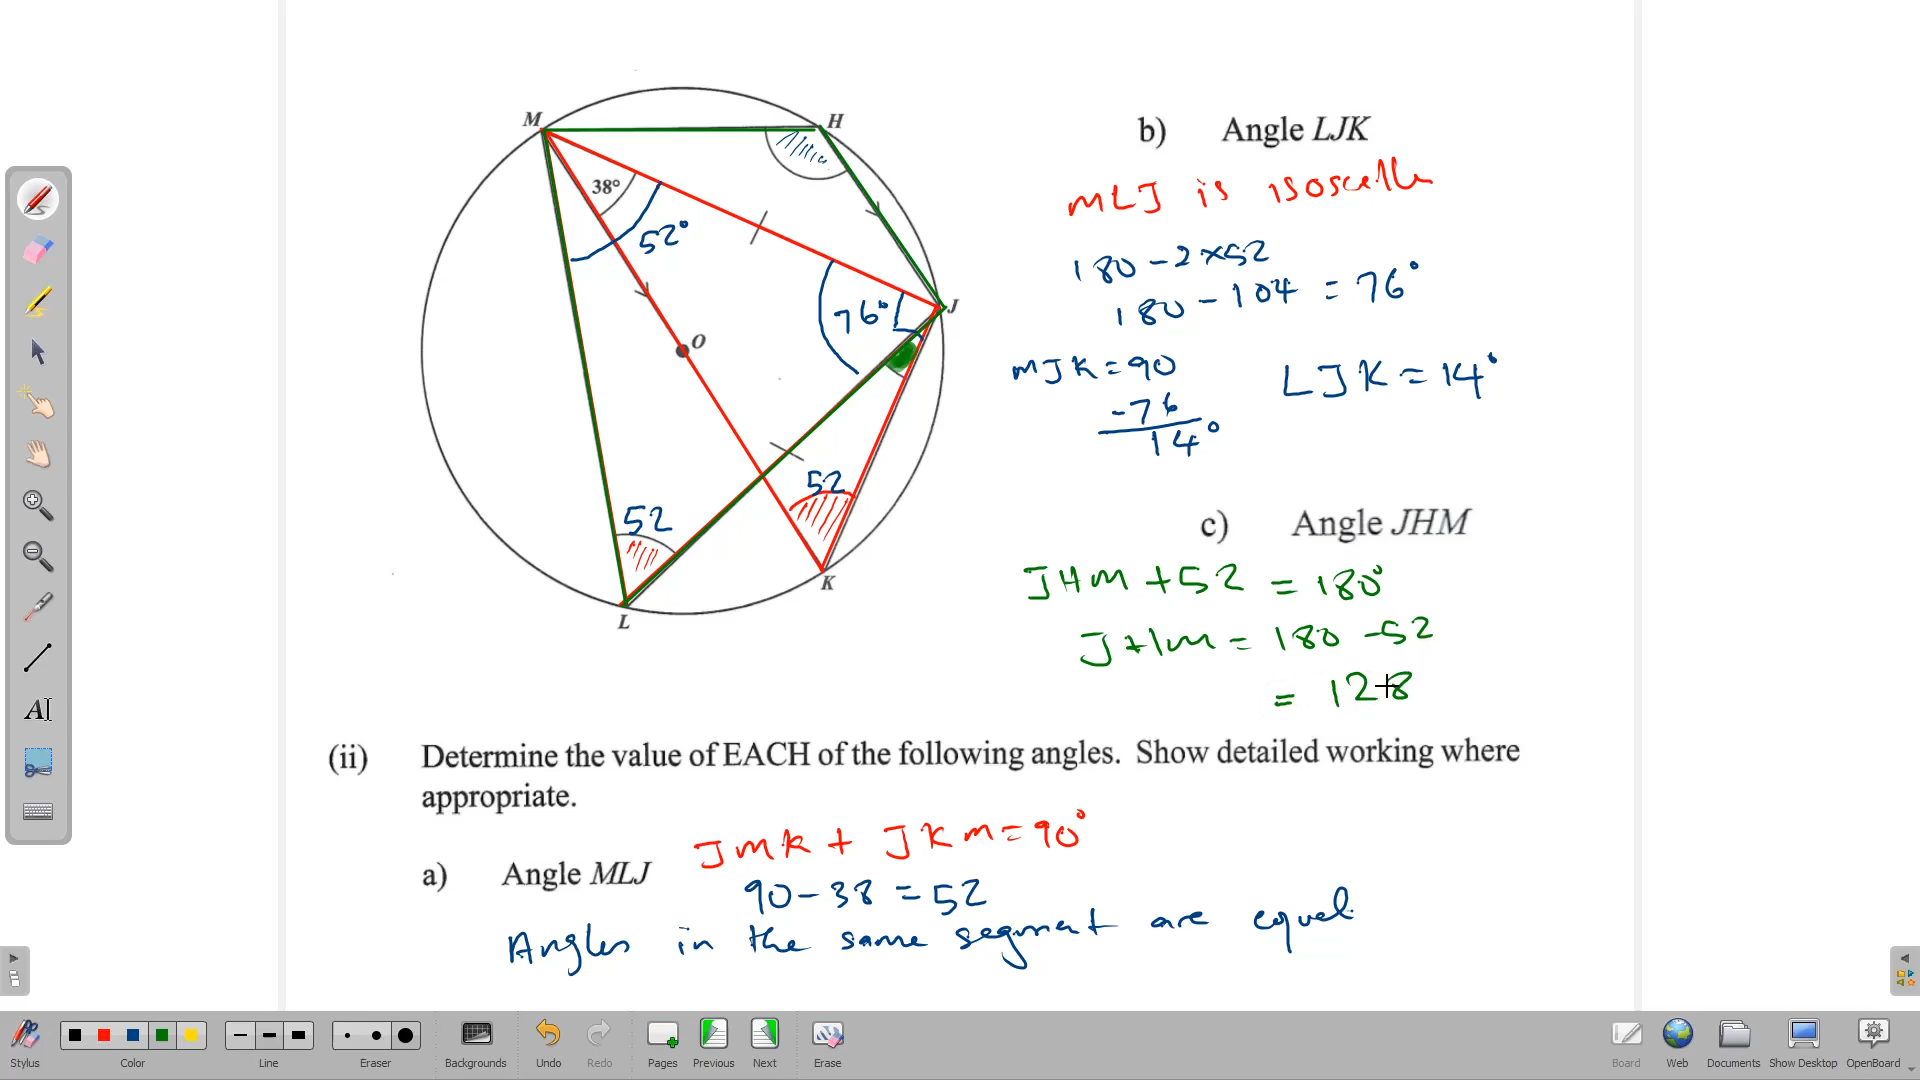 M
H
38°
52°
J
76°
O
52
52
K
L
b) Angle LJK
MLJ is isoscelles
180 - 2 × 52
180 - 104 = 76°
MJK = 90
- 76
14°
LJK = 14°
c) Angle JHM
JHM + 52 = 180°
JHM = 180 - 52
= 128
(ii) Determine the value of EACH of the following angles. Show detailed working where
appropriate.
a) Angle MLJ
JMK + JKM = 90°
90 - 38 = 52
Angles in the same segment are equal
Stylus
Color
Line
Eraser
Backgrounds
Undo
Redo
Pages
Previous
Next
Erase
Board
Web
Documents
Show Desktop
OpenBoard